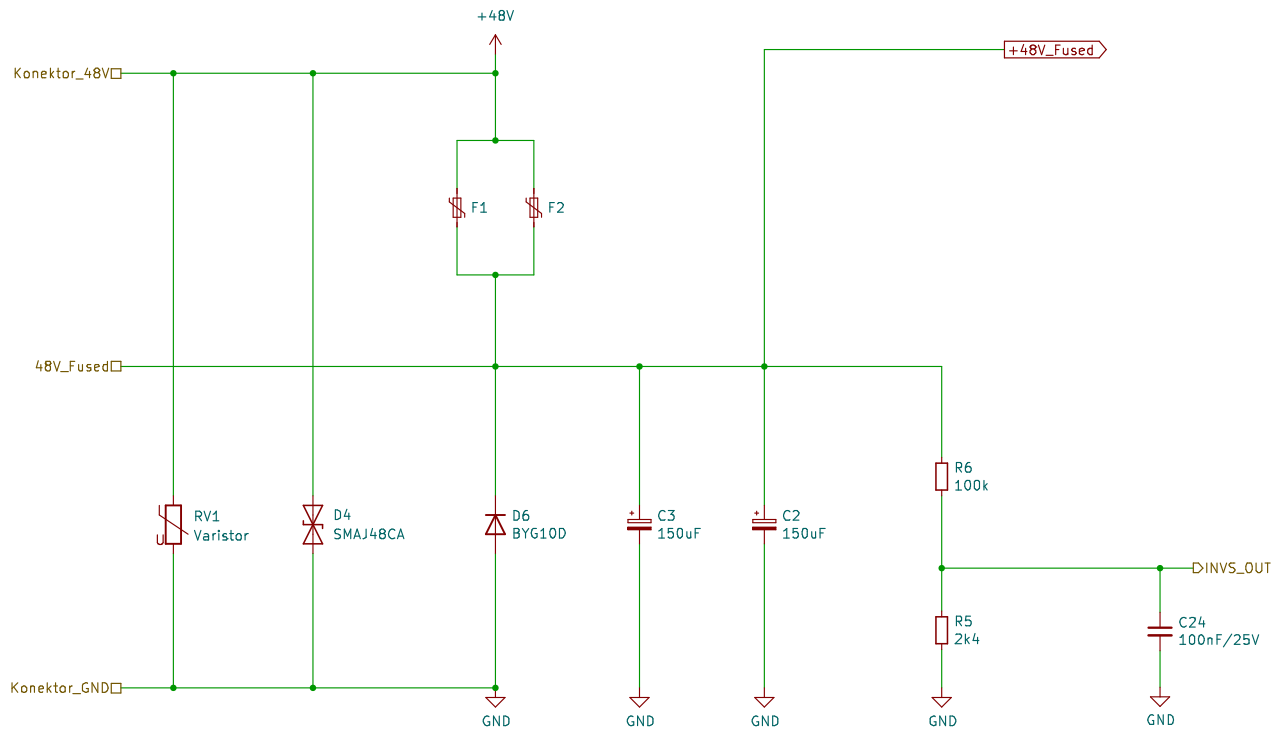 +48V
+48V_Fused
Konektor_48V
F1
F2
48V_Fused
R6
100k
RV1
Varistor
U
D4
SMAJ48CA
D6
BYG10D
C3
150uF
C2
150uF
INVS_OUT
R5
2k4
C24
100nF/25V
Konektor_GND
GND
GND
GND
GND
GND